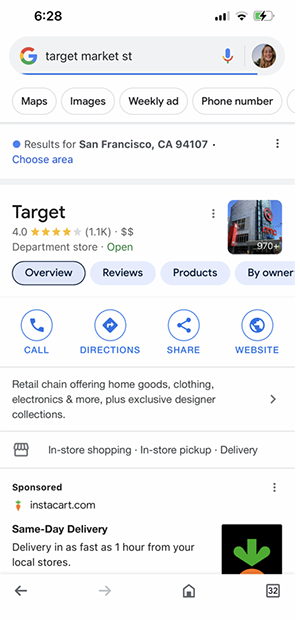 6:28
target market st
Maps
Images
Weekly ad
Phone number
Results for San Francisco, CA 94107 ·
Choose area
Target
4.0 (1.1K) · $$
Department store · Open
970+
Overview
Reviews
Products
By owner
CALL
DIRECTIONS
SHARE
WEBSITE
Retail chain offering home goods, clothing,
electronics & more, plus exclusive designer
collections.
In-store shopping · In-store pickup · Delivery
Sponsored
instacart.com
Same-Day Delivery
Delivery in as fast as 1 hour from your
local stores.
32